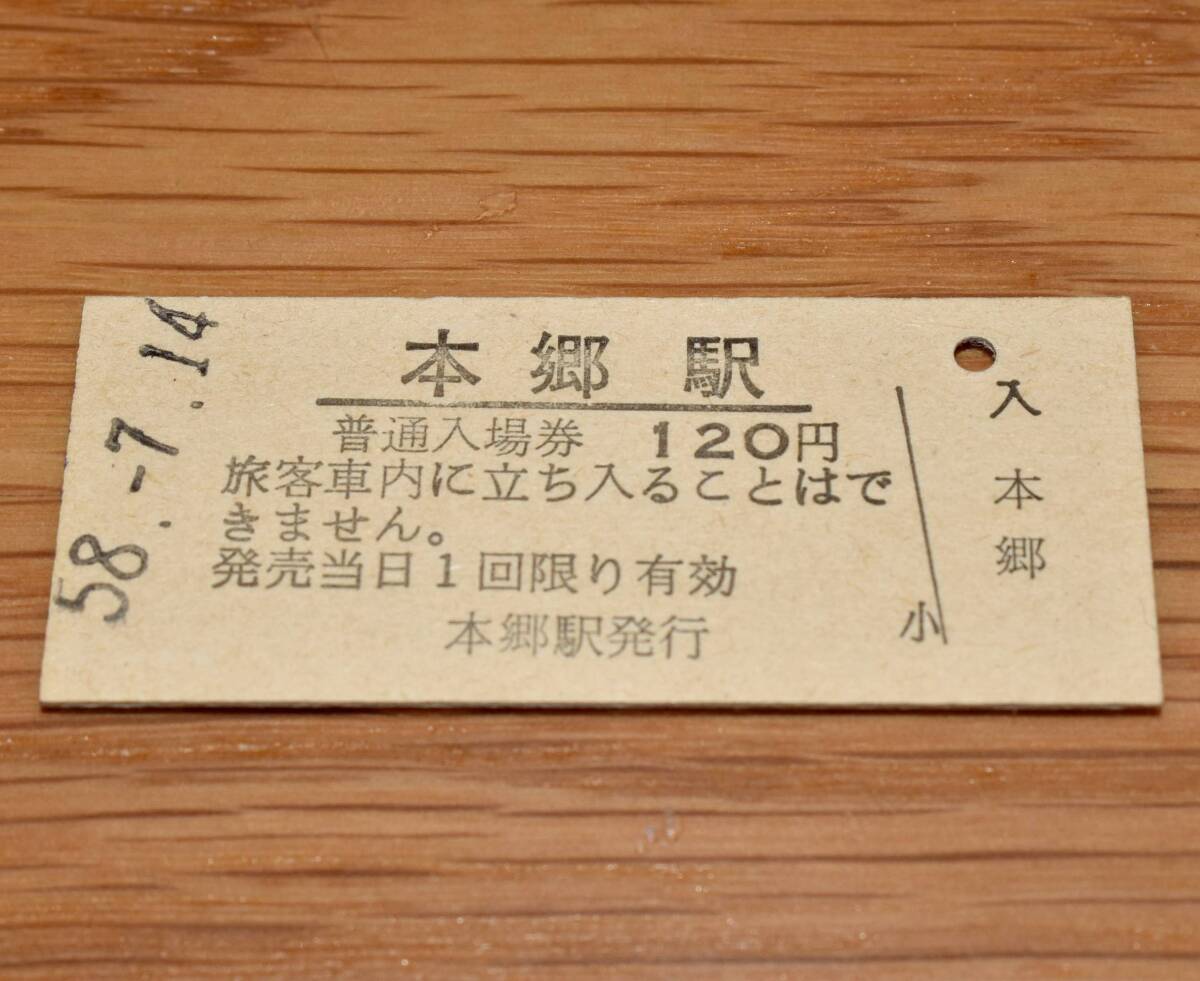 58.-7.14
本郷駅
普通入場券 120円
旅客車内に立ち入ることはで
きません。
発売当日1回限り有効
本郷駅発行
小
入
本郷